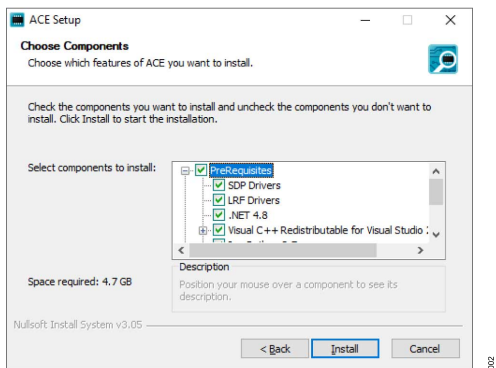 ACE Setup
Choose Components
Choose which features of ACE you want to install.
Check the components you want to install and uncheck the components you don't want to
install. Click Install to start the installation.
Select components to install:
PreRequisites
SDP Drivers
LRF Drivers
.NET 4.8
Visual C++ Redistributable for Visual Studio
Space required: 4.7 GB
Description
Position your mouse over a component to see its
description.
Nullsoft Install System v3.05
< Back
Install
Cancel
002